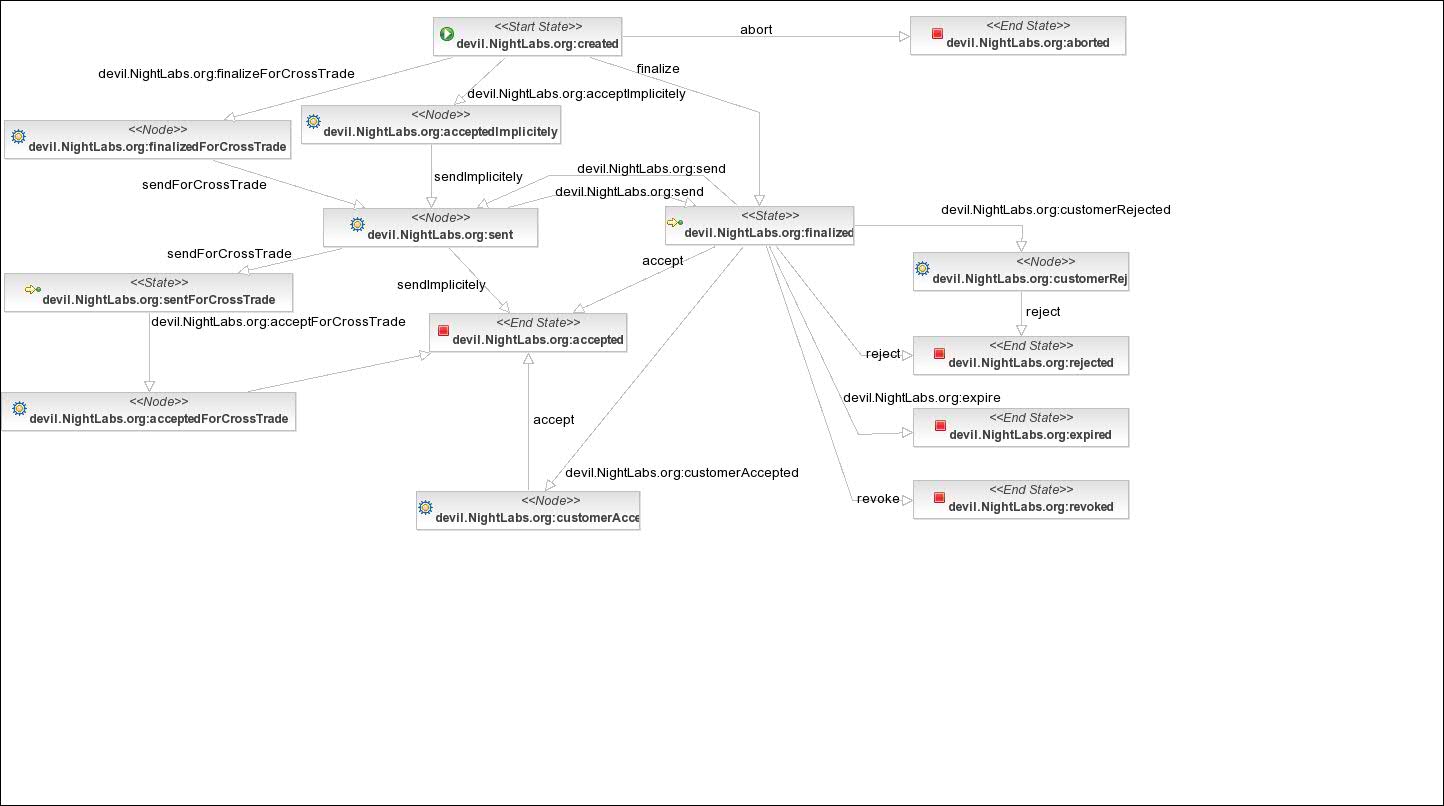 <<Start State>>
devil.NightLabs.org:created
abort
<<End State>>
devil.NightLabs.org:aborted
devil.NightLabs.org:finalizeForCrossTrade
finalize
devil.NightLabs.org:acceptImplicitely
<<Node>>
devil.NightLabs.org:finalizedForCrossTrade
<<Node>>
devil.NightLabs.org:acceptedImplicitely
sendForCrossTrade
sendImplicitely
devil.NightLabs.org:send
devil.NightLabs.org:send
<<Node>>
devil.NightLabs.org:sent
<<State>>
devil.NightLabs.org:finalized
devil.NightLabs.org:customerRejected
sendForCrossTrade
accept
<<Node>>
devil.NightLabs.org:customerRej
<<State>>
devil.NightLabs.org:sentForCrossTrade
sendImplicitely
reject
devil.NightLabs.org:acceptForCrossTrade
<<End State>>
devil.NightLabs.org:accepted
reject
<<End State>>
devil.NightLabs.org:rejected
<<Node>>
devil.NightLabs.org:acceptedForCrossTrade
accept
devil.NightLabs.org:expire
<<End State>>
devil.NightLabs.org:expired
devil.NightLabs.org:customerAccepted
<<Node>>
devil.NightLabs.org:customerAcce
revoke
<<End State>>
devil.NightLabs.org:revoked